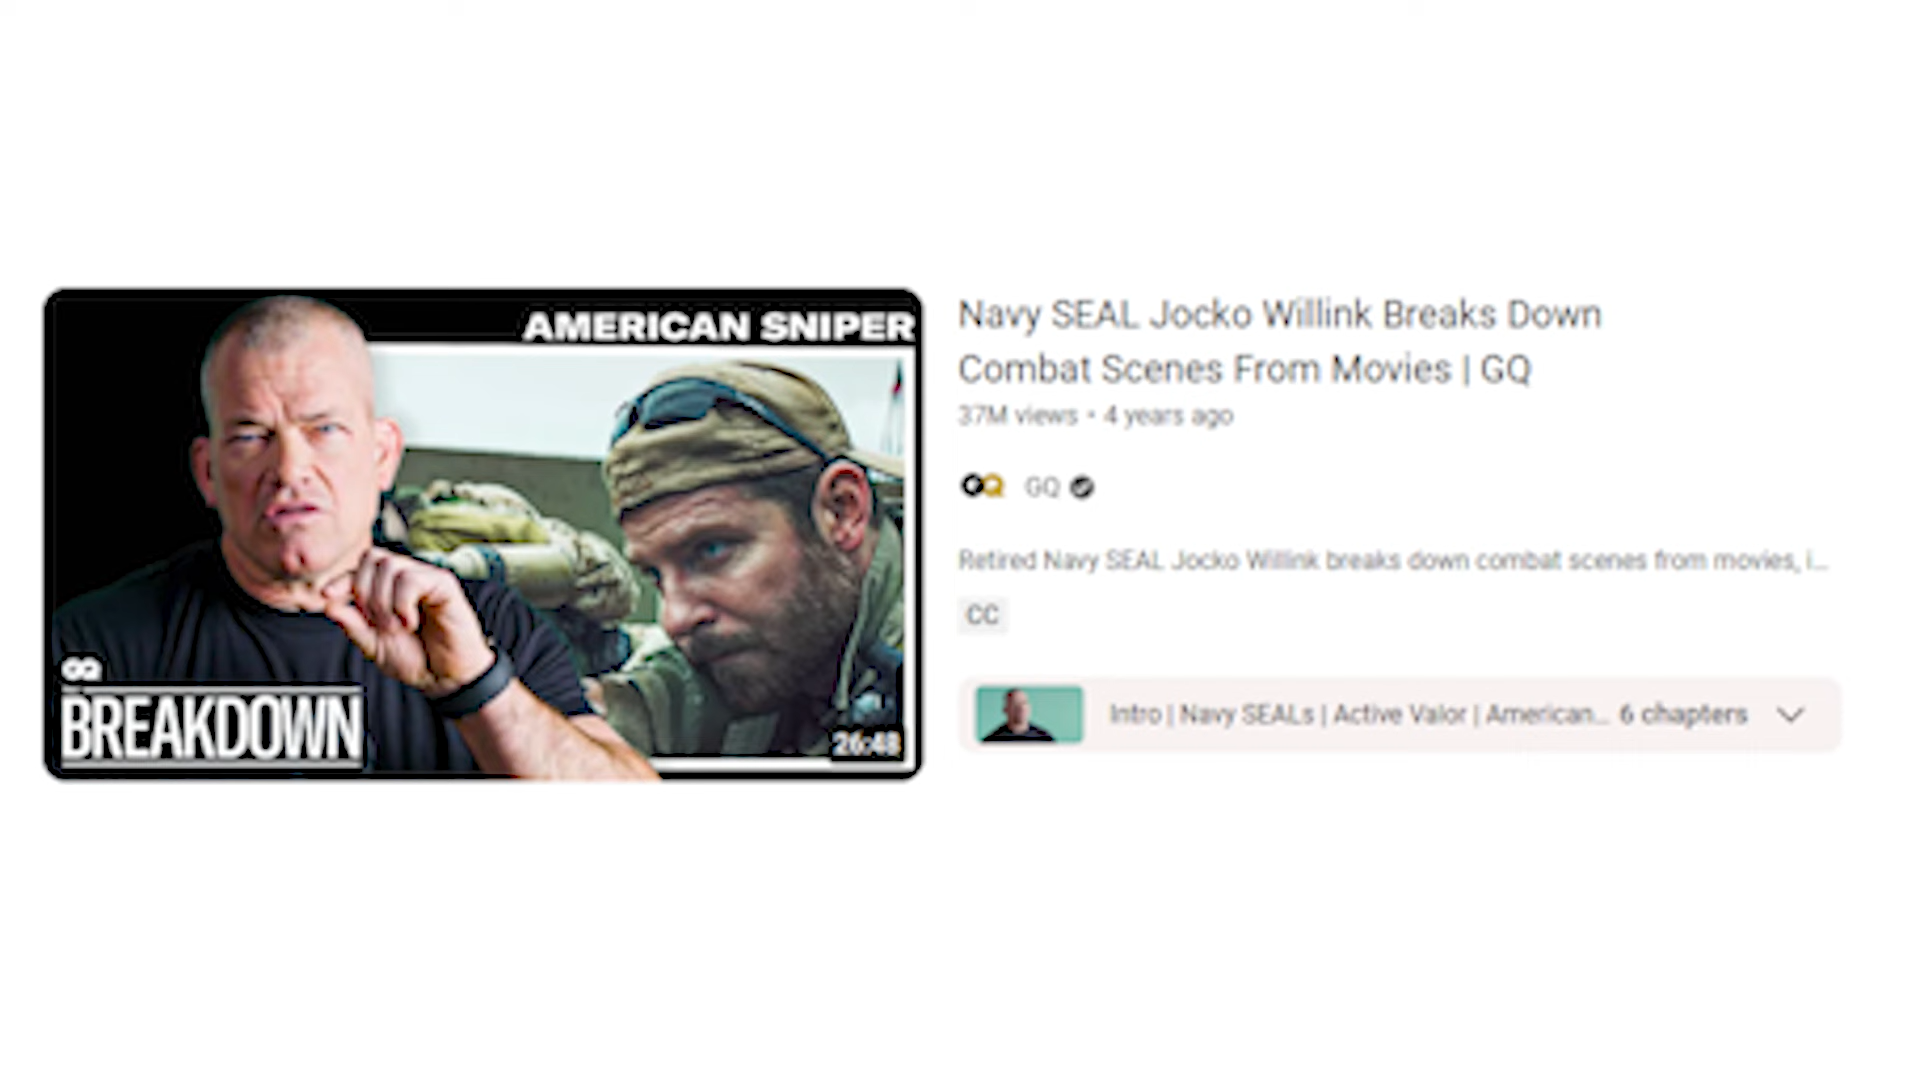 AMERICAN SNIPER
GQ
BREAKDOWN
26:48
Navy SEAL Jocko Willink Breaks Down
Combat Scenes From Movies | GQ
37M views • 4 years ago
GQ GQ
Retired Navy SEAL Jocko Willink breaks down combat scenes from movies, i...
CC
Intro | Navy SEALs | Active Valor | American... 6 chapters